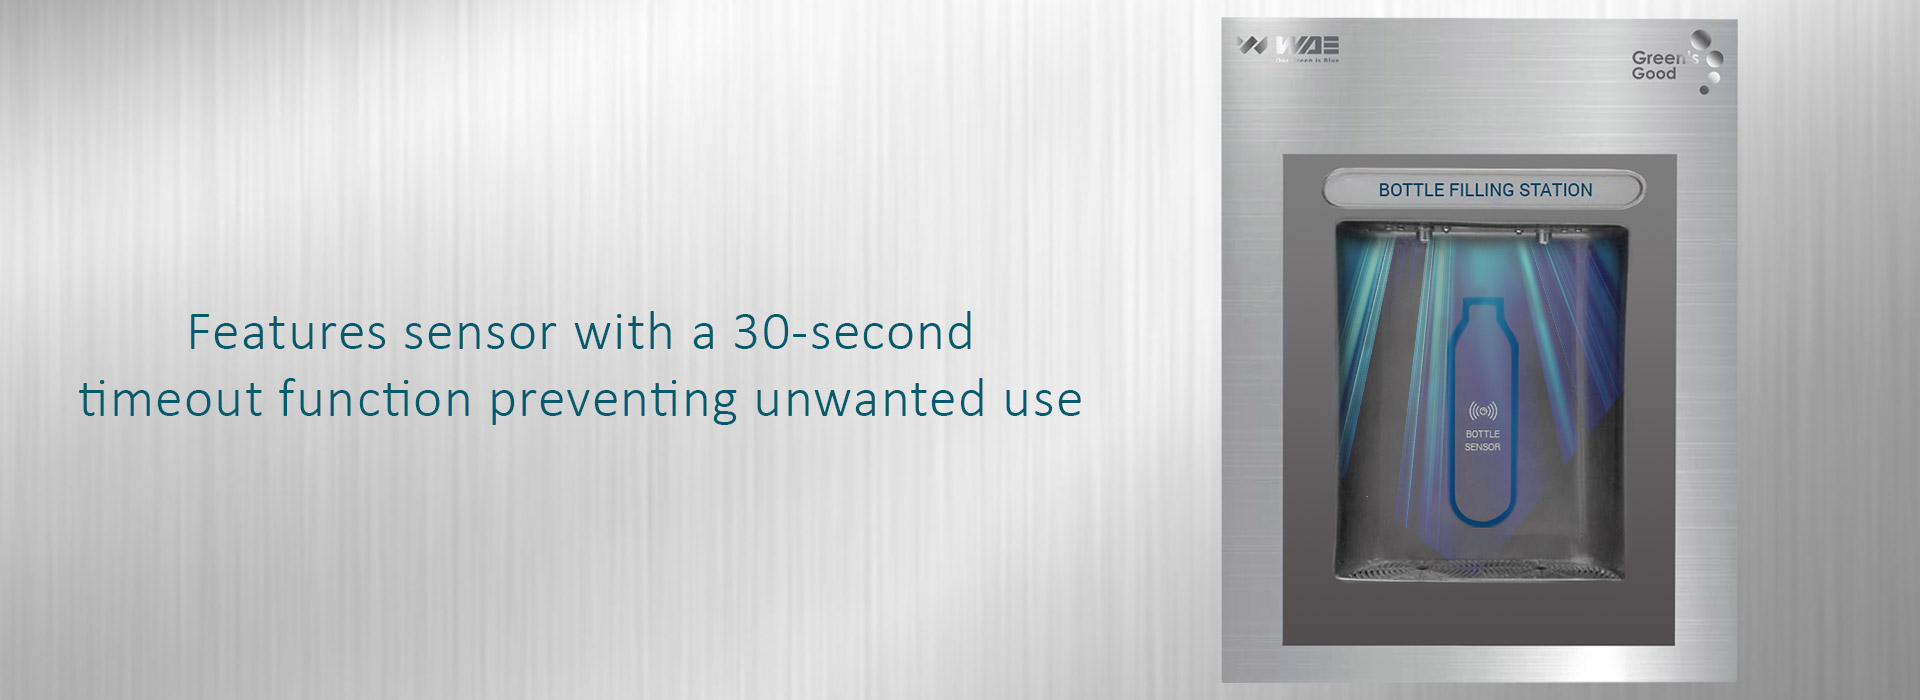 Features sensor with a 30-second
timeout function preventing unwanted use
WAE
Our Green is Blue
Green's
Good
BOTTLE FILLING STATION
BOTTLE
SENSOR